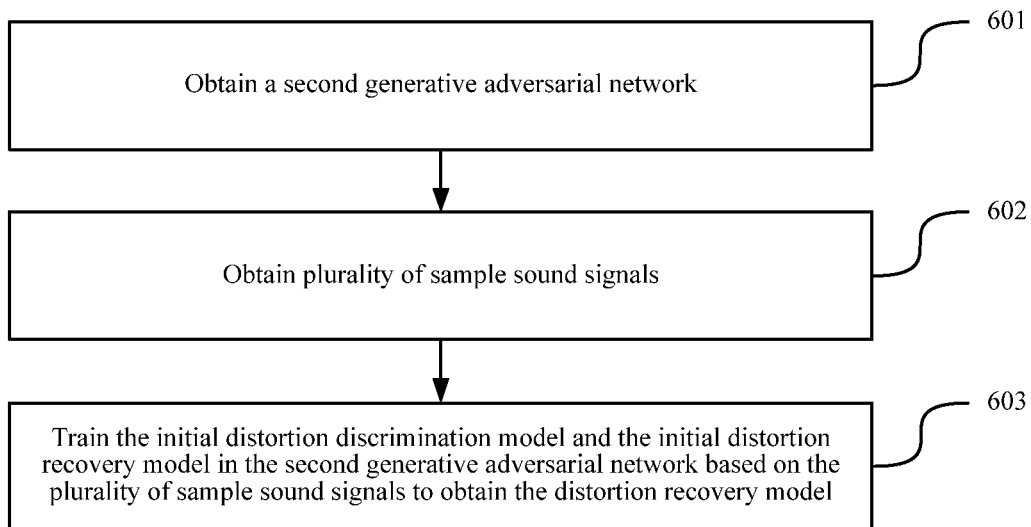 601
Obtain a second generative adversarial network
602
Obtain plurality of sample sound signals
603
Train the initial distortion discrimination model and the initial distortion
recovery model in the second generative adversarial network based on the
plurality of sample sound signals to obtain the distortion recovery model